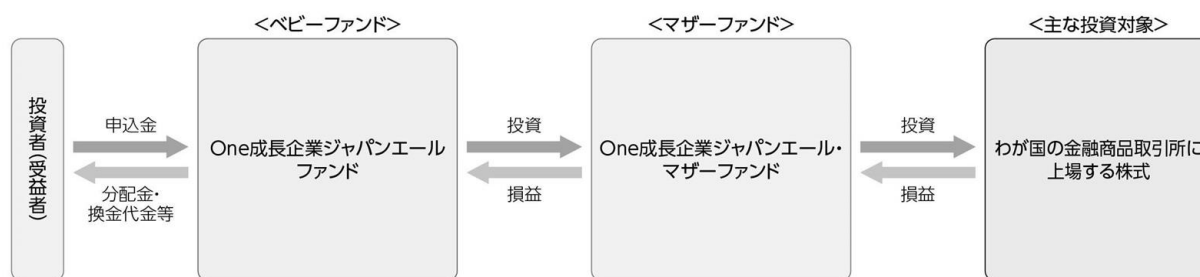 <ベビーファンド>
<マザーファンド>
<主な投資対象>
投資者(受益者)
申込金
分配金・
換金代金等
One成長企業ジャパンエール
ファンド
投資
損益
One成長企業ジャパンエール・
マザーファンド
投資
損益
わが国の金融商品取引所に
上場する株式